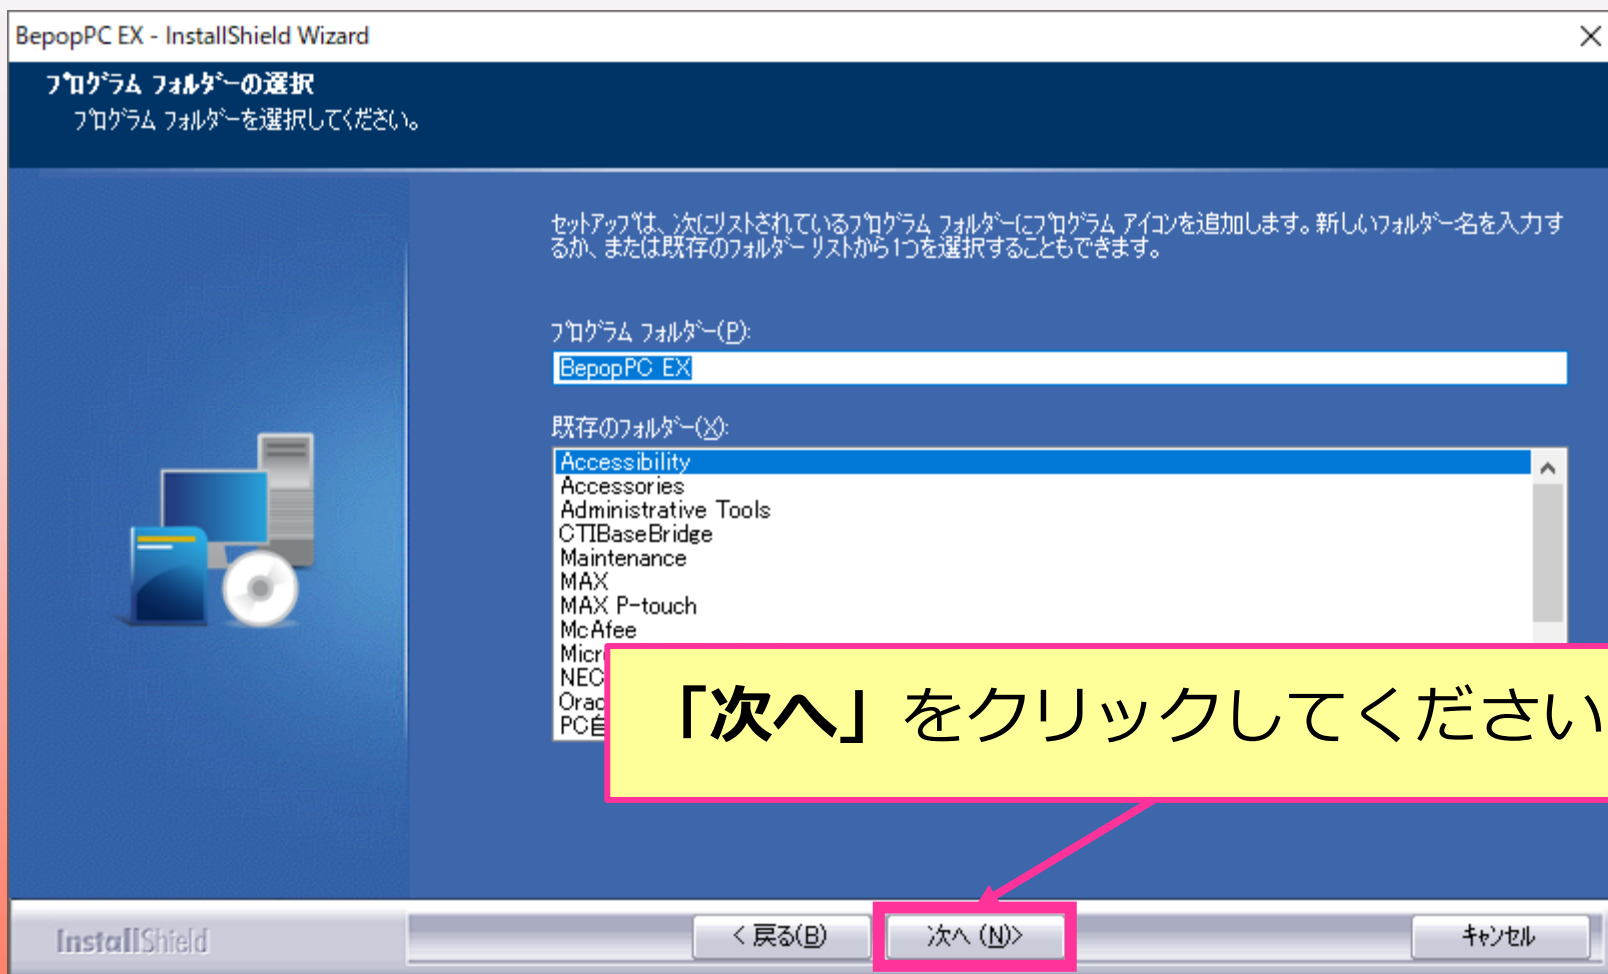 BepopPC EX - InstallShield Wizard
プログラム フォルダーの選択
プログラム フォルダーを選択してください。
セットアップは、次にリストされているプログラム フォルダーにプログラム アイコンを追加します。新しいフォルダー名を入力す
るか、または既存のフォルダー リストから1つを選択することもできます。
プログラム フォルダー(P):
BepopPC EX
既存のフォルダー(X):
Accessibility
Accessories
Administrative Tools
CTIBaseBridge
Maintenance
MAX
MAX P-touch
McAfee
NEC
「次へ」をクリックしてください
InstallShield
< 戻る(B)
次へ (N)>
キャンセル